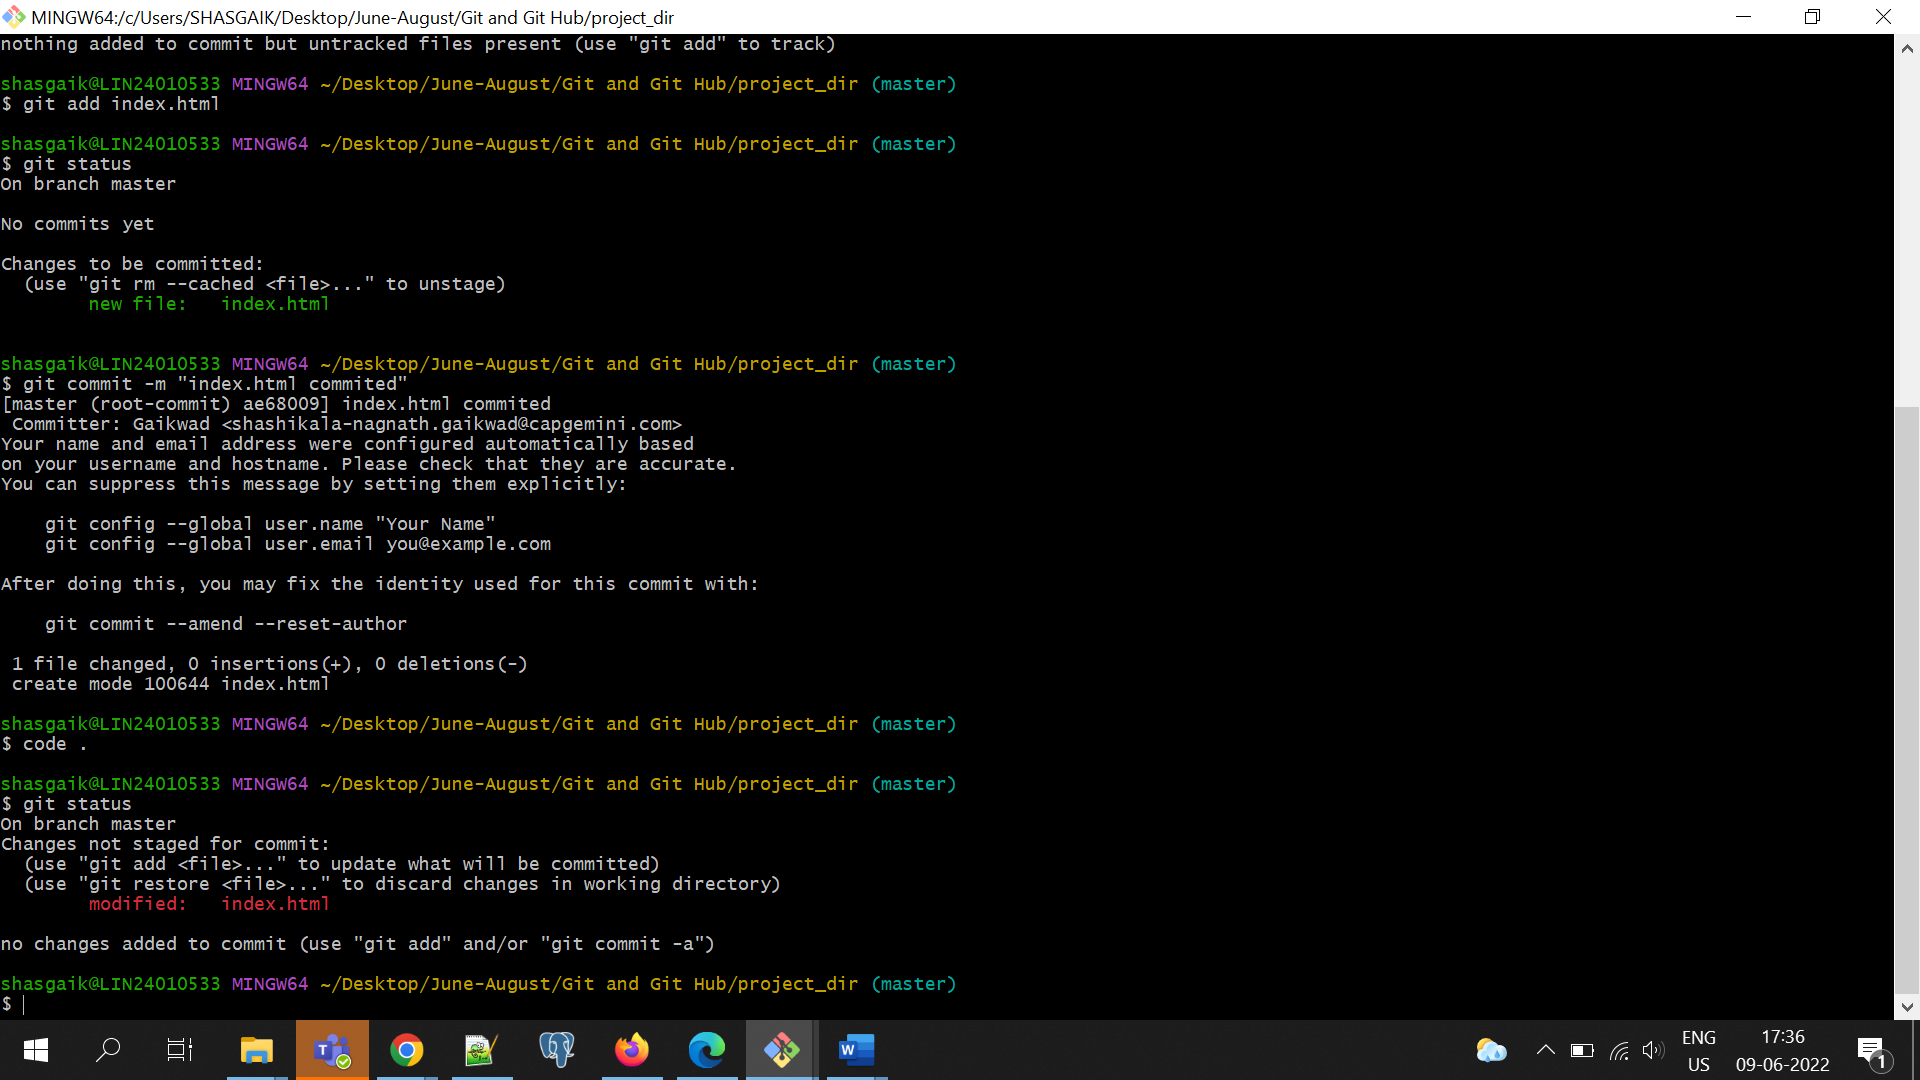 MINGW64:/c/Users/SHASGAIK/Desktop/June-August/Git and Git Hub/project_dir
nothing added to commit but untracked files present (use "git add" to track)
shasgaik@LIN24010533 MINGW64 ~/Desktop/June-August/Git and Git Hub/project_dir (master)
$ git add index.html
shasgaik@LIN24010533 MINGW64 ~/Desktop/June-August/Git and Git Hub/project_dir (master)
$ git status
On branch master
No commits yet
Changes to be committed:
  (use "git rm --cached <file>..." to unstage)
        new file:   index.html
shasgaik@LIN24010533 MINGW64 ~/Desktop/June-August/Git and Git Hub/project_dir (master)
$ git commit -m "index.html commited"
[master (root-commit) ae68009] index.html commited
 Committer: Gaikwad <shashikala-nagnath.gaikwad@capgemini.com>
Your name and email address were configured automatically based
on your username and hostname. Please check that they are accurate.
You can suppress this message by setting them explicitly:
    git config --global user.name "Your Name"
    git config --global user.email you@example.com
After doing this, you may fix the identity used for this commit with:
    git commit --amend --reset-author
 1 file changed, 0 insertions(+), 0 deletions(-)
 create mode 100644 index.html
shasgaik@LIN24010533 MINGW64 ~/Desktop/June-August/Git and Git Hub/project_dir (master)
$ code .
shasgaik@LIN24010533 MINGW64 ~/Desktop/June-August/Git and Git Hub/project_dir (master)
$ git status
On branch master
Changes not staged for commit:
  (use "git add <file>..." to update what will be committed)
  (use "git restore <file>..." to discard changes in working directory)
        modified:   index.html
no changes added to commit (use "git add" and/or "git commit -a")
shasgaik@LIN24010533 MINGW64 ~/Desktop/June-August/Git and Git Hub/project_dir (master)
$
ENG
US
17:36
09-06-2022
1